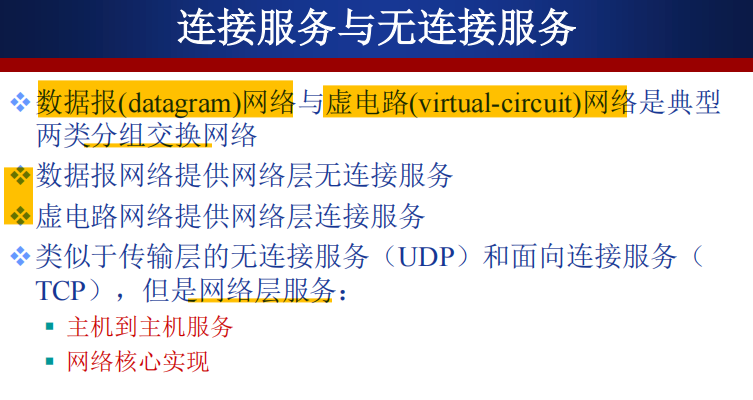 连接服务与无连接服务
数据报(datagram)网络与虚电路(virtual-circuit)网络是典型
两类分组交换网络
数据报网络提供网络层无连接服务
虚电路网络提供网络层连接服务
类似于传输层的无连接服务（UDP）和面向连接服务（
TCP），但是网络层服务：
主机到主机服务
网络核心实现